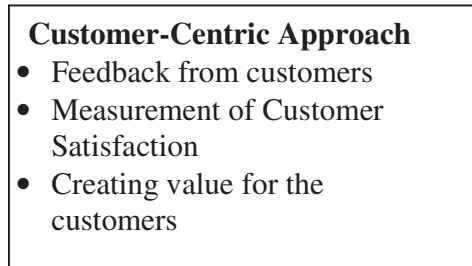 Customer-Centric Approach
• Feedback from customers
• Measurement of Customer
Satisfaction
• Creating value for the
customers